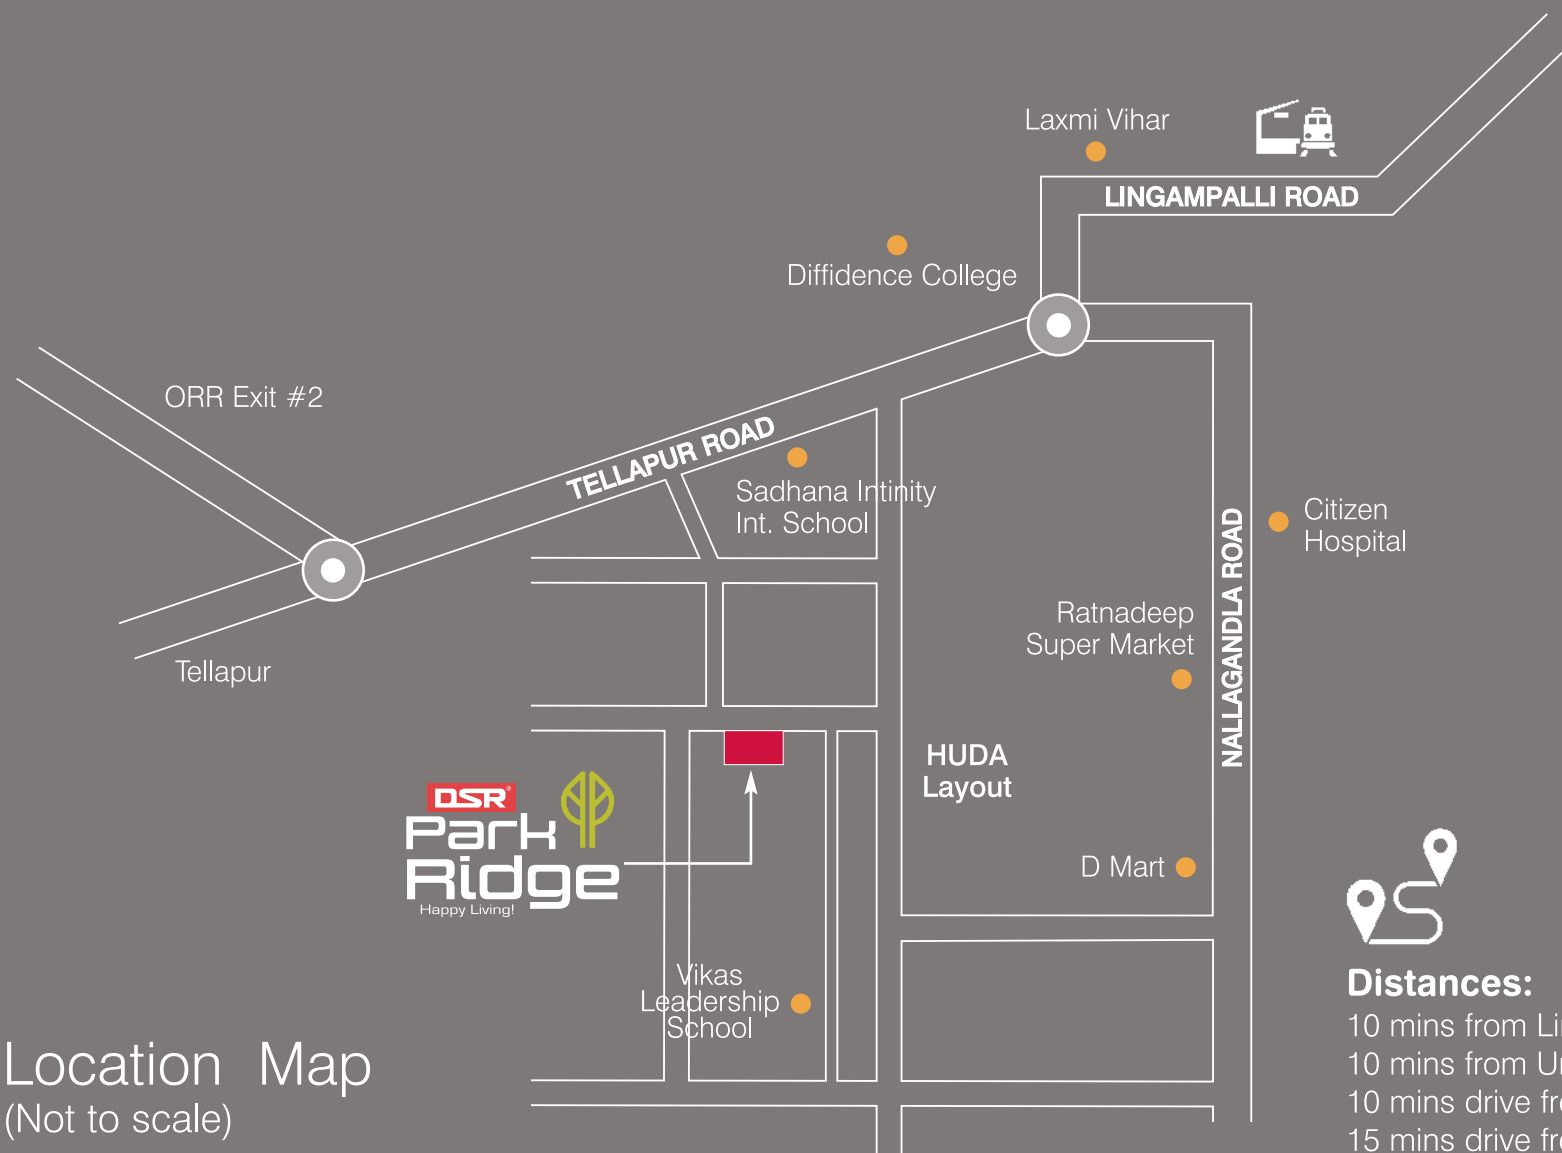 Laxmi Vihar
LINGAMPALLI ROAD
Diffidence College
ORR Exit #2
TELLAPUR ROAD
Sadhana Intinity
Int. School
Citizen
Hospital
NALLAGANDLA ROAD
Ratnadeep
Super Market
Tellapur
HUDA
Layout
DSR®
Park
Ridge
Happy Living!
D Mart
Vikas
Leadership
School
Distances:
10 mins from
10 mins from
10 mins drive
15 mins drive
Location Map
(Not to scale)